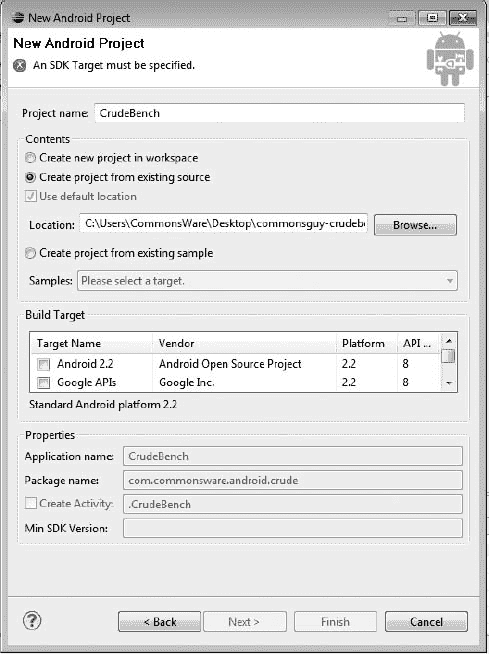 New Android Project
New Android Project
An SDK Target must be specified.
Project name: CrudeBench
Contents
Create new project in workspace
Create project from existing source
Use default location
Location: C:\Users\CommonsWare\Desktop\commonsguy-crudeb Browse...
Create project from existing sample
Samples: Please select a target.
Build Target
Target Name Vendor Platform API ...
Android 2.2 Android Open Source Project 2.2 8
Google APIs Google Inc. 2.2 8
Standard Android platform 2.2
Properties
Application name: CrudeBench
Package name: com.commonsware.android.crude
Create Activity: .CrudeBench
Min SDK Version:
? < Back Next > Finish Cancel